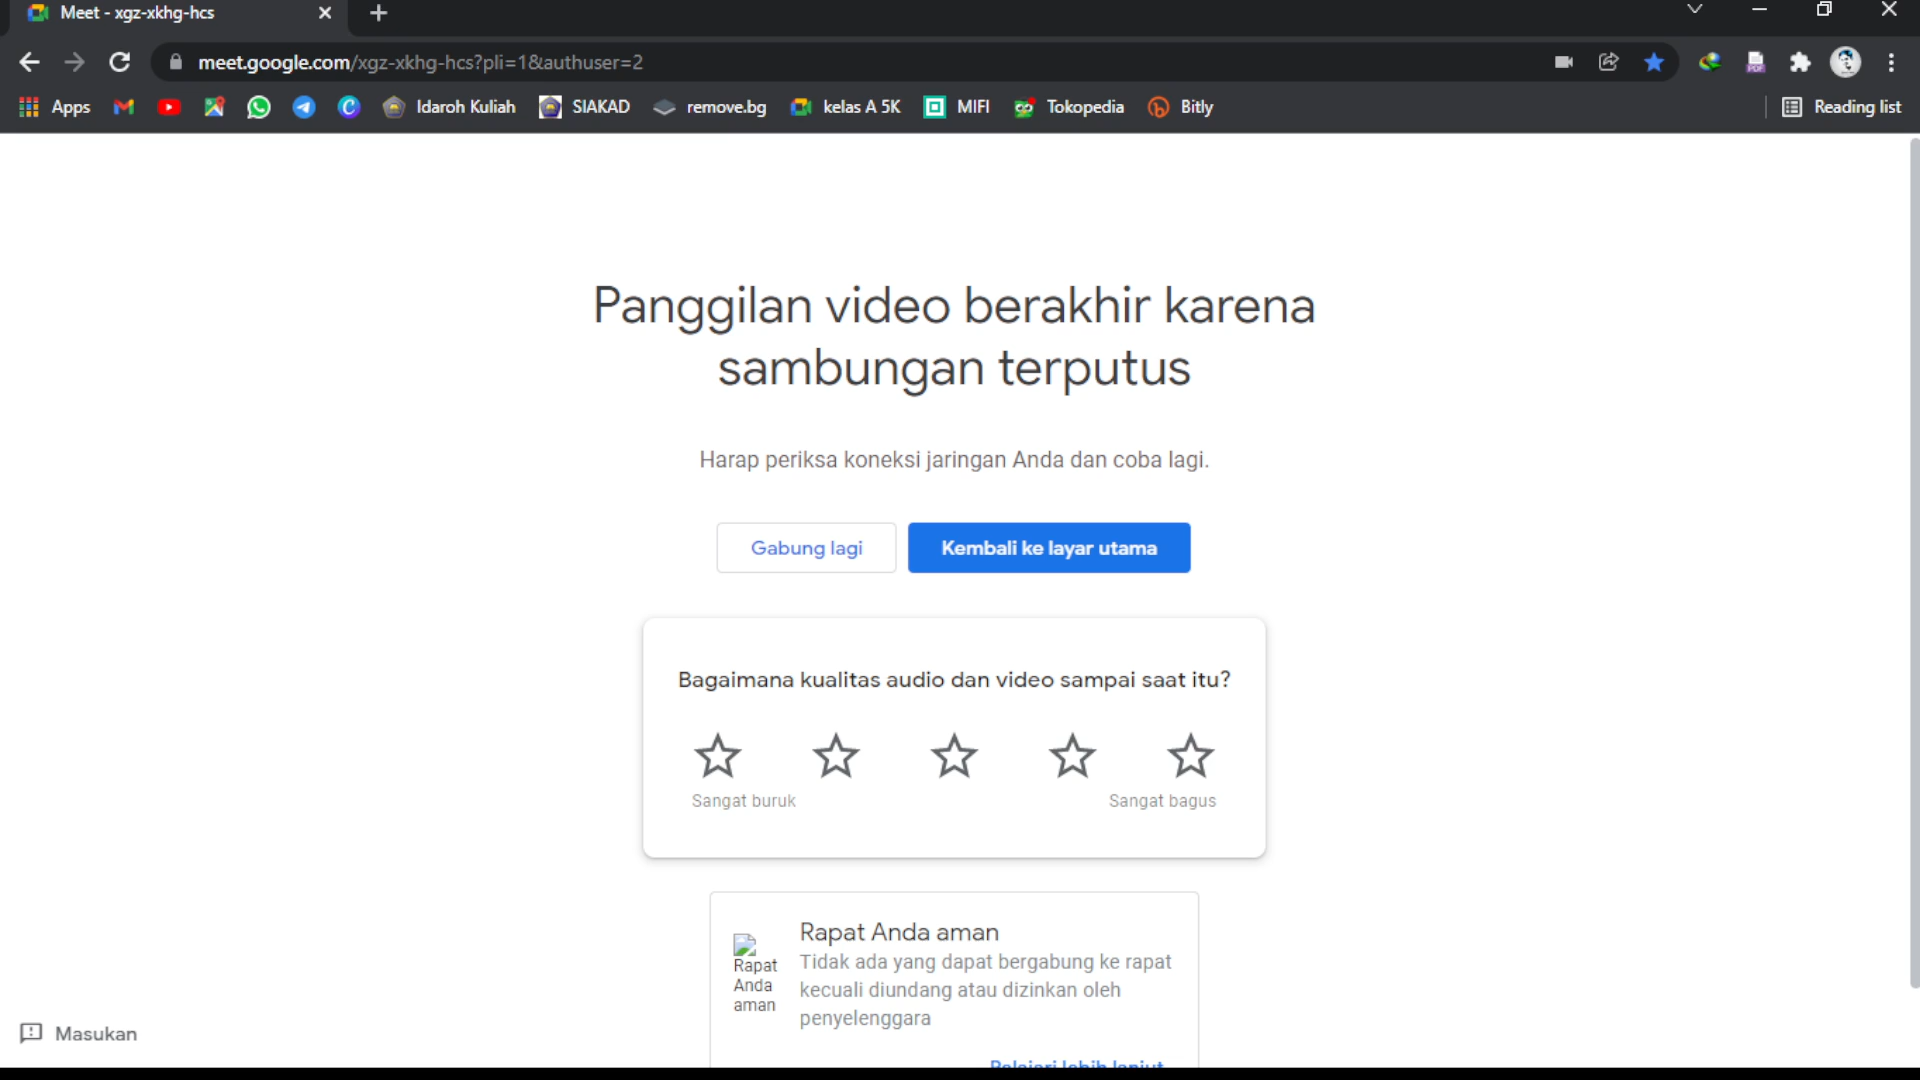 Meet - xgz-xkhg-hcs
meet.google.com/xgz-xkhg-hcs?pli=1&authuser=2
Apps Idaroh Kuliah SIAKAD remove.bg kelas A 5K MIFI Tokopedia Bitly Reading list
Panggilan video berakhir karena
sambungan terputus
Harap periksa koneksi jaringan Anda dan coba lagi.
Gabung lagi Kembali ke layar utama
Bagaimana kualitas audio dan video sampai saat itu?
Sangat buruk Sangat bagus
Rapat
Anda
aman
Rapat Anda aman
Tidak ada yang dapat bergabung ke rapat
kecuali diundang atau dizinkan oleh
penyelenggara
Pelajari lebih lanjut
Masukan